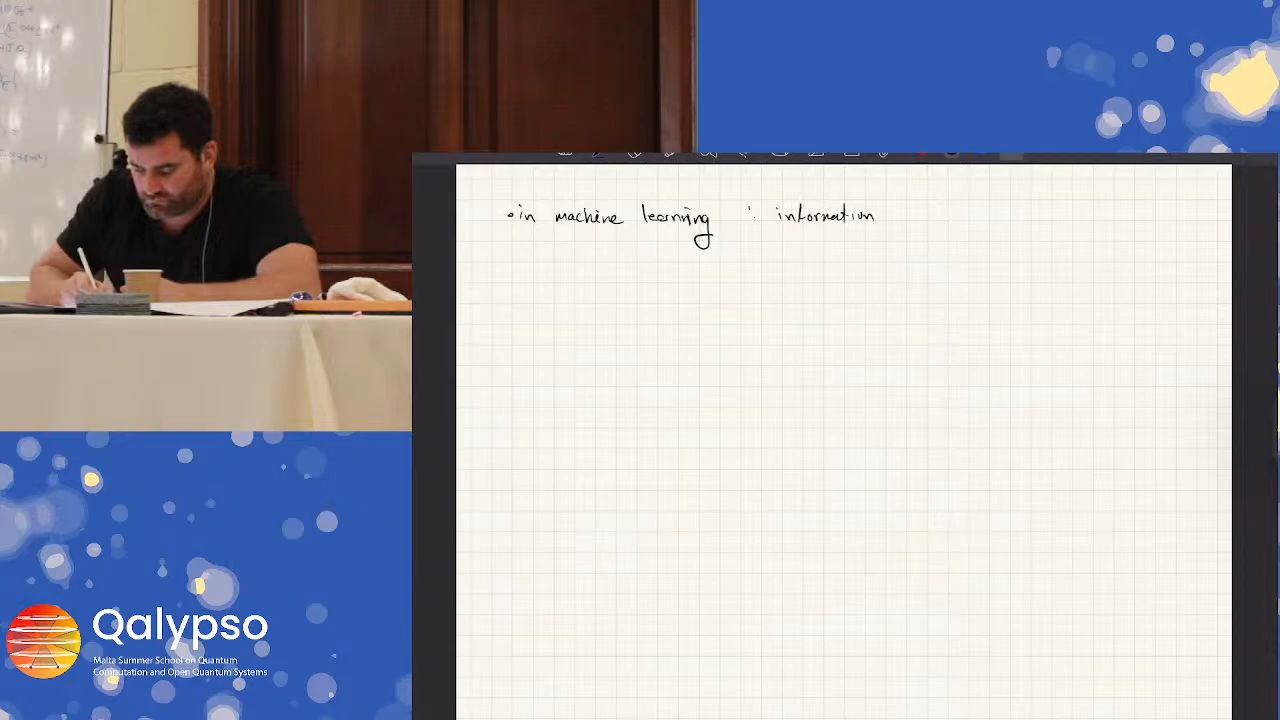 •in machine learning : information
Qalypso
Malta Summer School on Quantum
Computation and Open Quantum Systems